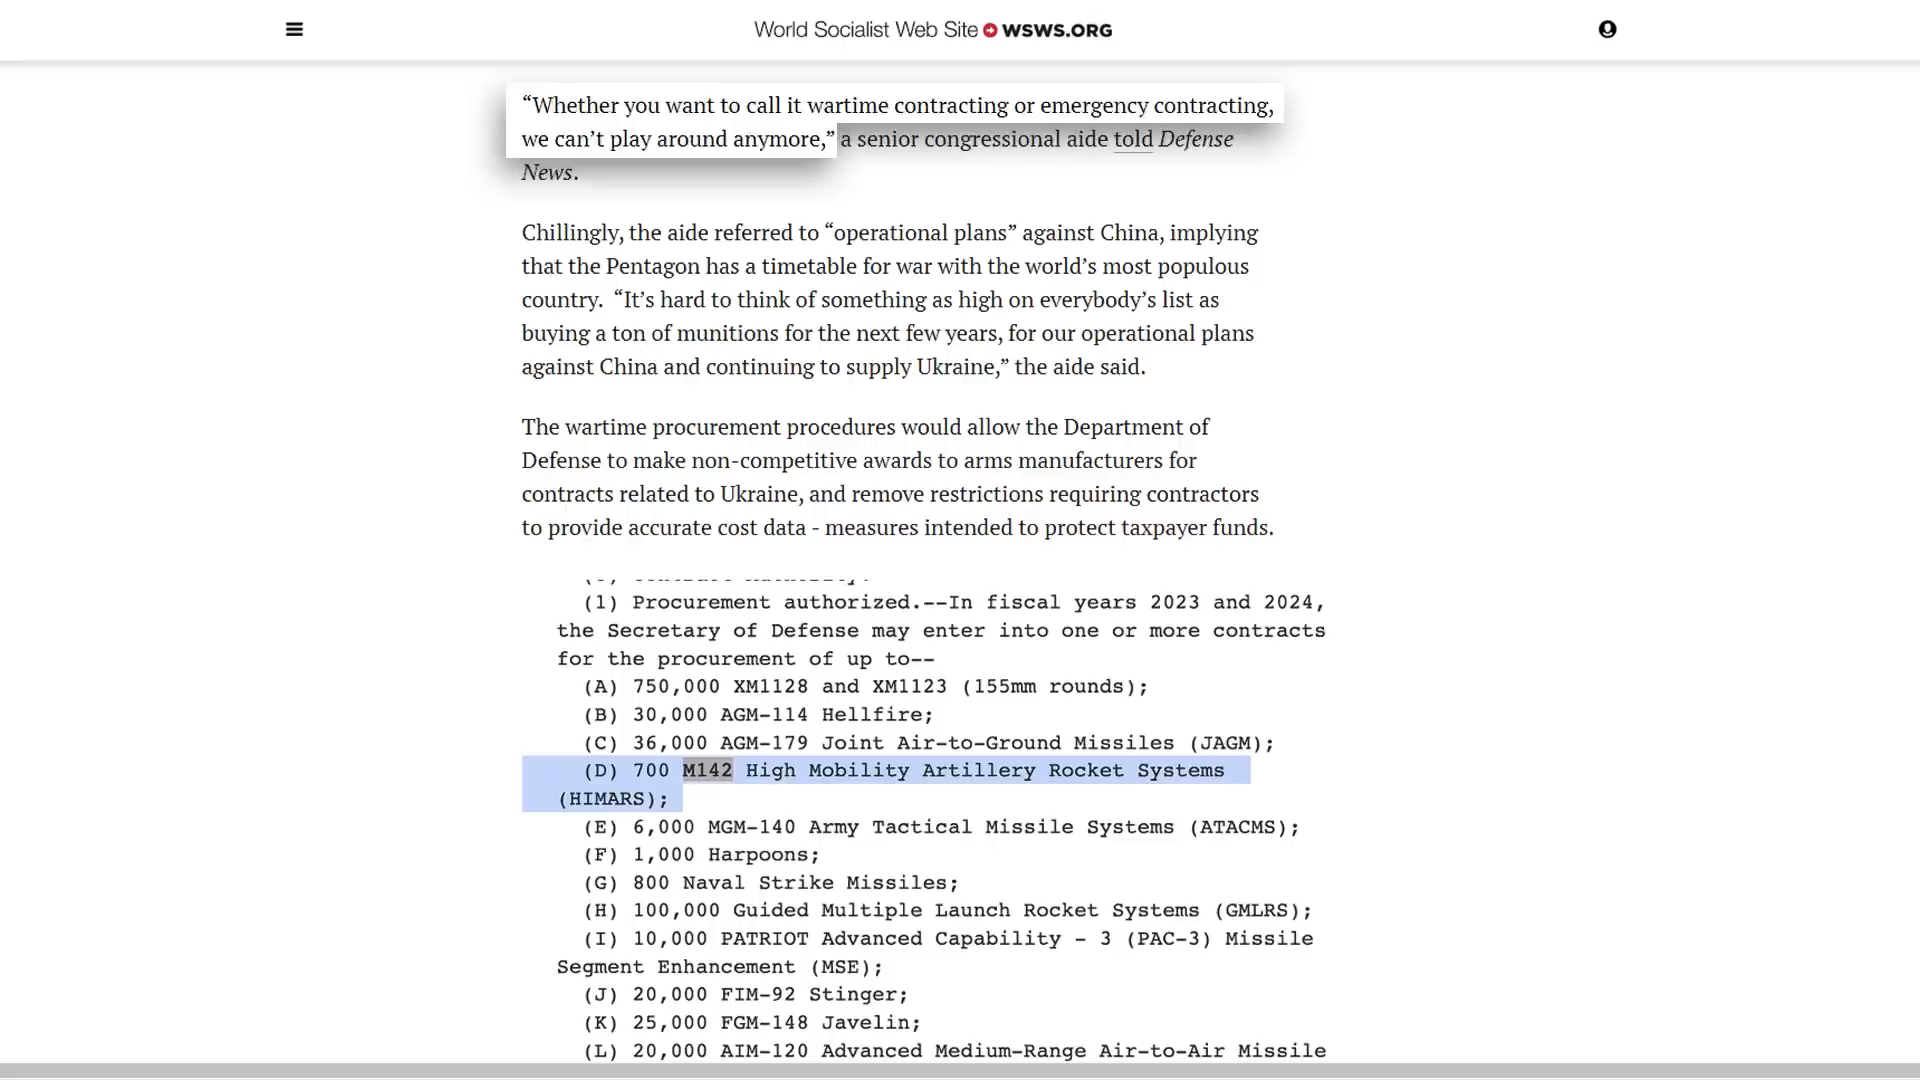 World Socialist Web Site WSWS.ORG
“Whether you want to call it wartime contracting or emergency contracting,
we can’t play around anymore,” a senior congressional aide told Defense
News.
Chillingly, the aide referred to “operational plans” against China, implying
that the Pentagon has a timetable for war with the world’s most populous
country.  “It’s hard to think of something as high on everybody’s list as
buying a ton of munitions for the next few years, for our operational plans
against China and continuing to supply Ukraine,” the aide said.
The wartime procurement procedures would allow the Department of
Defense to make non-competitive awards to arms manufacturers for
contracts related to Ukraine, and remove restrictions requiring contractors
to provide accurate cost data - measures intended to protect taxpayer funds.
(1) Procurement authorized.--In fiscal years 2023 and 2024,
the Secretary of Defense may enter into one or more contracts
for the procurement of up to--
(A) 750,000 XM1128 and XM1123 (155mm rounds);
(B) 30,000 AGM-114 Hellfire;
(C) 36,000 AGM-179 Joint Air-to-Ground Missiles (JAGM);
(D) 700 M142 High Mobility Artillery Rocket Systems
(HIMARS);
(E) 6,000 MGM-140 Army Tactical Missile Systems (ATACMS);
(F) 1,000 Harpoons;
(G) 800 Naval Strike Missiles;
(H) 100,000 Guided Multiple Launch Rocket Systems (GMLRS);
(I) 10,000 PATRIOT Advanced Capability - 3 (PAC-3) Missile
Segment Enhancement (MSE);
(J) 20,000 FIM-92 Stinger;
(K) 25,000 FGM-148 Javelin;
(L) 20,000 AIM-120 Advanced Medium-Range Air-to-Air Missile